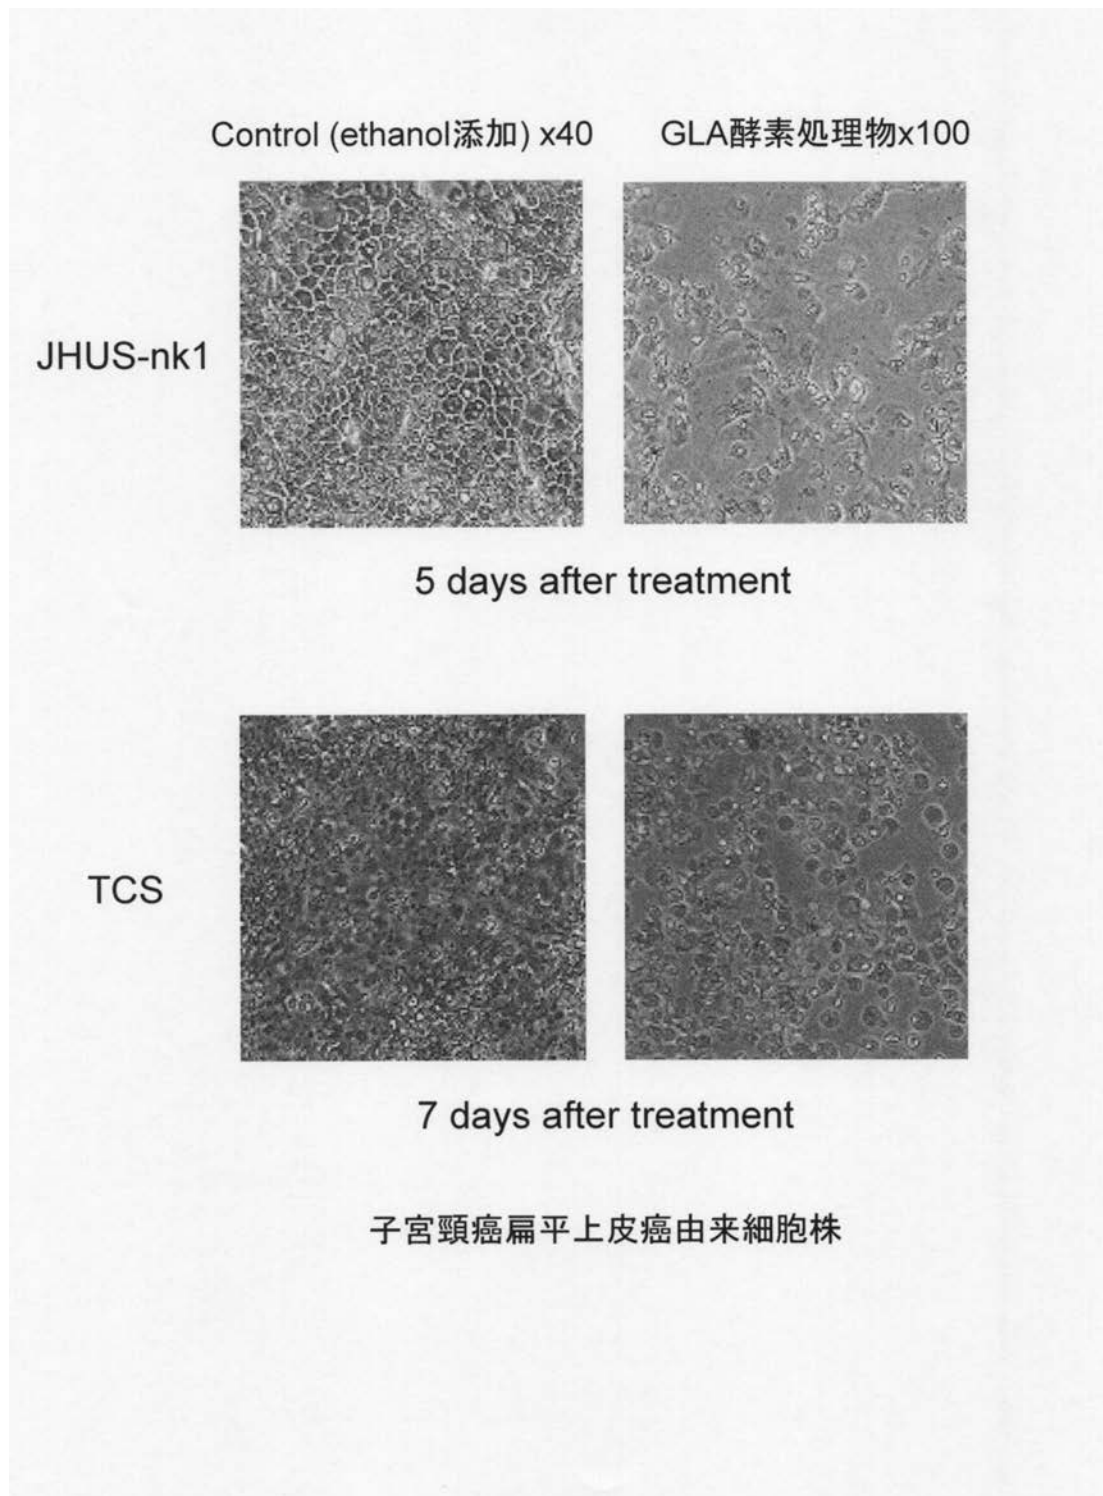 Control (ethanol添加) x40
GLA酵素処理物x100
JHUS-nk1
5 days after treatment
TCS
7 days after treatment
子宮頸癌扁平上皮癌由来細胞株